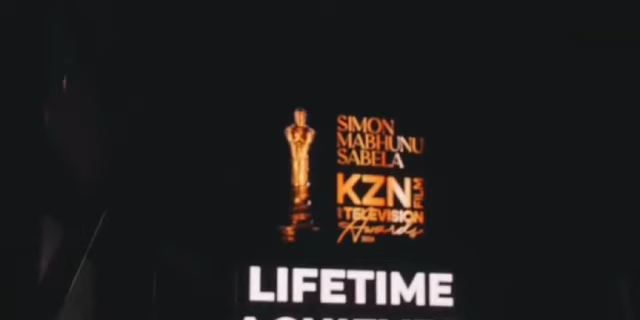 SIMON
MABHUNU
SABELA
KZN FILM
TELEVISION
Awards
LIFETIME